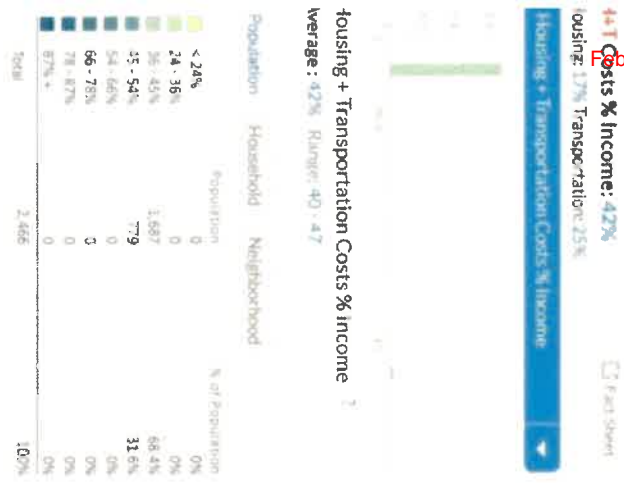 H+T Costs % Income: 42%
Fact Sheet
Feb
ousing: 17% Transportation: 25%
Housing + Transportation Costs % Income
Housing + Transportation Costs % Income ?
verage : 42% Range: 40 - 47
Population Household Neighborhood
Population % of Population
< 24% 0 0%
24 - 36% 0 0%
36 - 45% 1,687 68.4%
45 - 54% 779 31.6%
54 - 66% 0 0%
66 - 78% 0 0%
78 - 87% 0 0%
87% + 0 0%
Total 2,466 100%